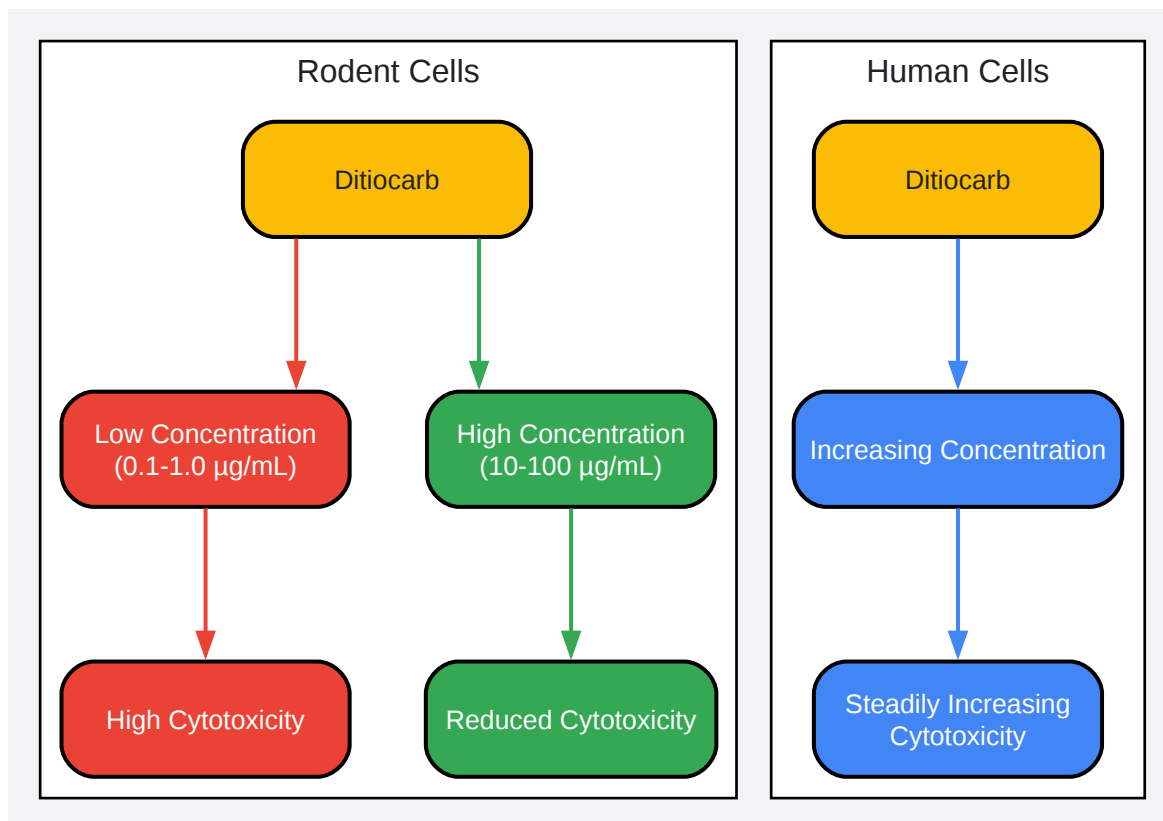 Rodent Cells
Ditiocarb
Low Concentration
(0.1-1.0 µg/mL)
High Concentration
(10-100 µg/mL)
High Cytotoxicity
Reduced Cytotoxicity
Human Cells
Ditiocarb
Increasing Concentration
Steadily Increasing
Cytotoxicity